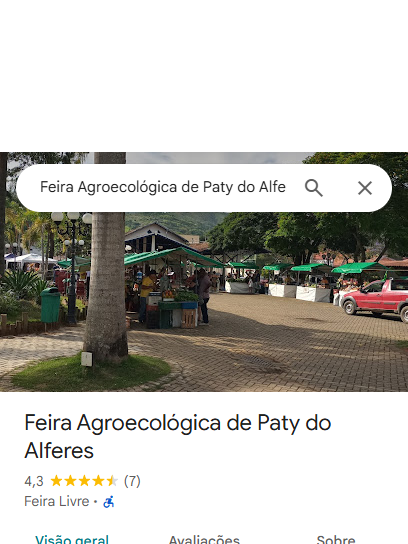 Feira Agroecológica de Paty do Alfe
Feira Agroecológica de Paty do
Alferes
4,3 (7)
Feira Livre •
Visão geral Avaliações Sobre